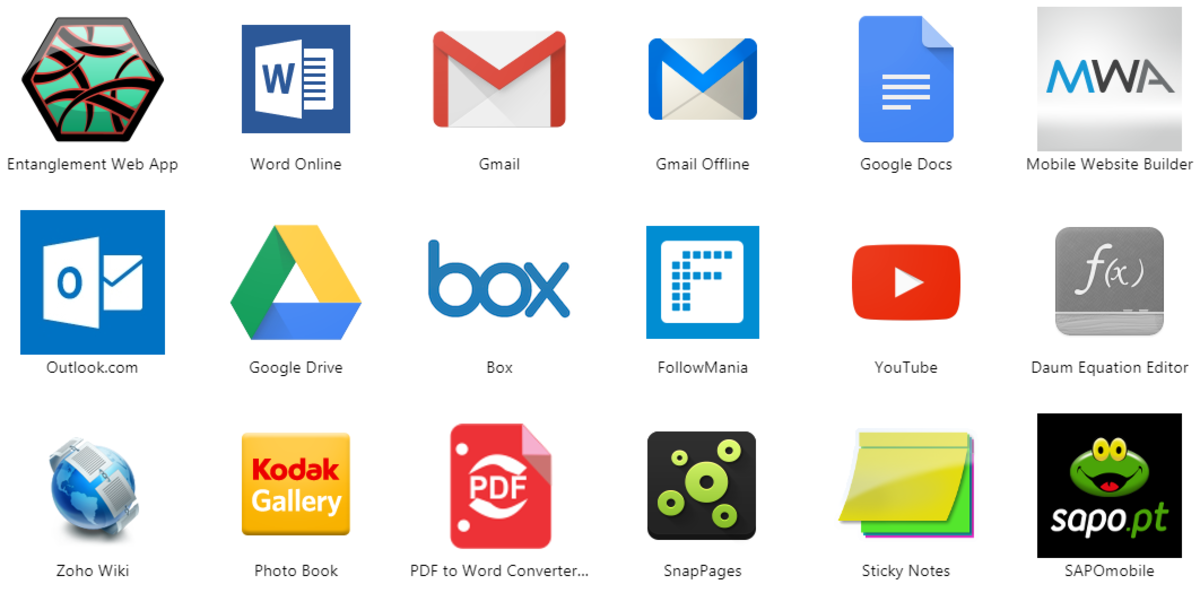 W
MWA
Entanglement Web App
Word Online
Gmail
Gmail Offline
Google Docs
Mobile Website Builder
O
box
F
f(x)
Outlook.com
Google Drive
Box
FollowMania
YouTube
Daum Equation Editor
Kodak
Gallery
PDF
sapo.pt
Zoho Wiki
Photo Book
PDF to Word Converter...
SnapPages
Sticky Notes
SAPOmobile